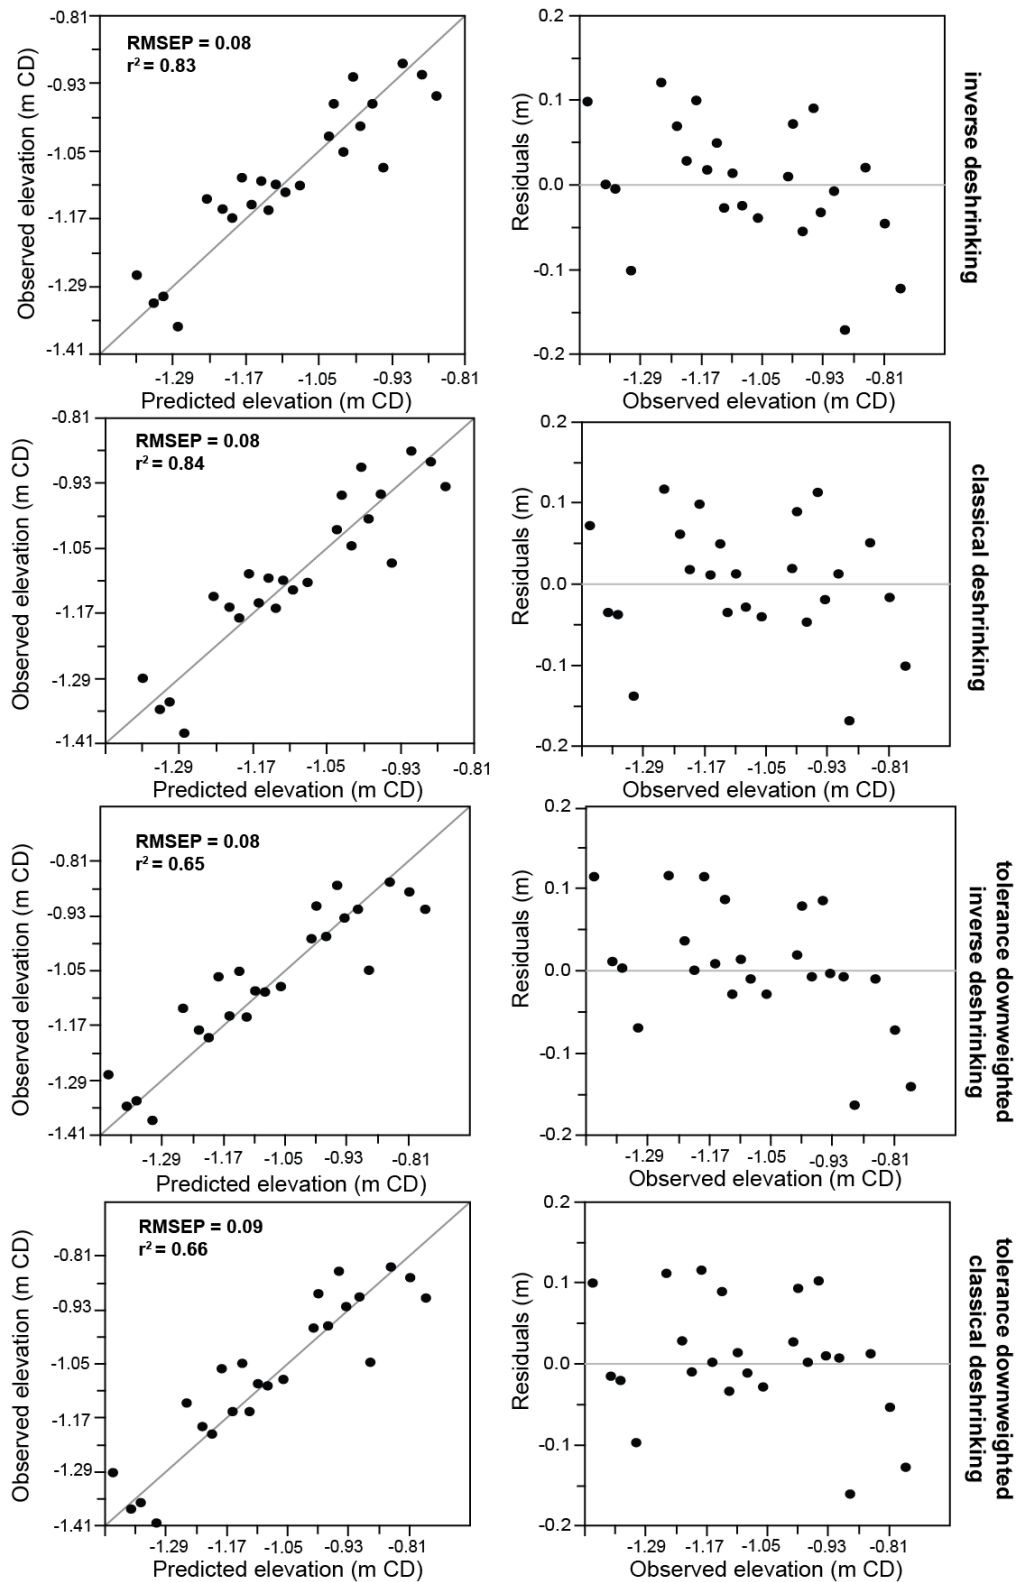 -0.81
-0.93
-1.05
-1.17
-1.29
-1.41
Observed elevation (m CD)
RMSEP = 0.08
r² = 0.83
-1.29 -1.17 -1.05 -0.93 -0.81
Predicted elevation (m CD)
0.2
0.1
0.0
-0.1
-0.2
Residuals (m)
-1.29 -1.17 -1.05 -0.93 -0.81
Observed elevation (m CD)
inverse deshrinking
-0.81
-0.93
-1.05
-1.17
-1.29
-1.41
Observed elevation (m CD)
RMSEP = 0.08
r² = 0.84
-1.29 -1.17 -1.05 -0.93 -0.81
Predicted elevation (m CD)
0.2
0.1
0.0
-0.1
-0.2
Residuals (m)
-1.29 -1.17 -1.05 -0.93 -0.81
Observed elevation (m CD)
classical deshrinking
-0.81
-0.93
-1.05
-1.17
-1.29
-1.41
Observed elevation (m CD)
RMSEP = 0.08
r² = 0.65
-1.29 -1.17 -1.05 -0.93 -0.81
Predicted elevation (m CD)
0.2
0.1
0.0
-0.1
-0.2
Residuals (m)
-1.29 -1.17 -1.05 -0.93 -0.81
Observed elevation (m CD)
tolerance downweighted
inverse deshrinking
-0.81
-0.93
-1.05
-1.17
-1.29
-1.41
Observed elevation (m CD)
RMSEP = 0.09
r² = 0.66
-1.29 -1.17 -1.05 -0.93 -0.81
Predicted elevation (m CD)
0.2
0.1
0.0
-0.1
-0.2
Residuals (m)
-1.29 -1.17 -1.05 -0.93 -0.81
Observed elevation (m CD)
tolerance downweighted
classical deshrinking